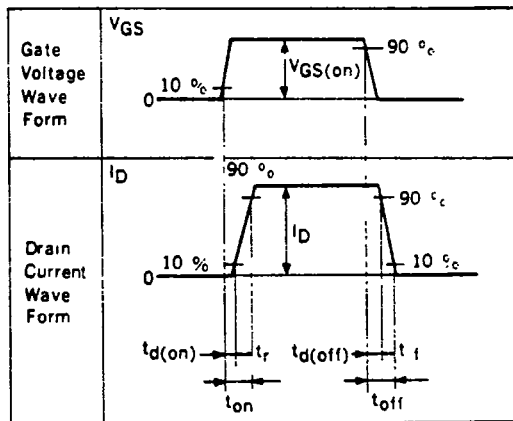 Gate
Voltage
Wave
Form
VGS
10 %
0
VGS(on)
90 %
Drain
Current
Wave
Form
ID
90 %
10 %
0
ID
90 %
10 %
td(on)
tr
td(off)
tf
ton
toff